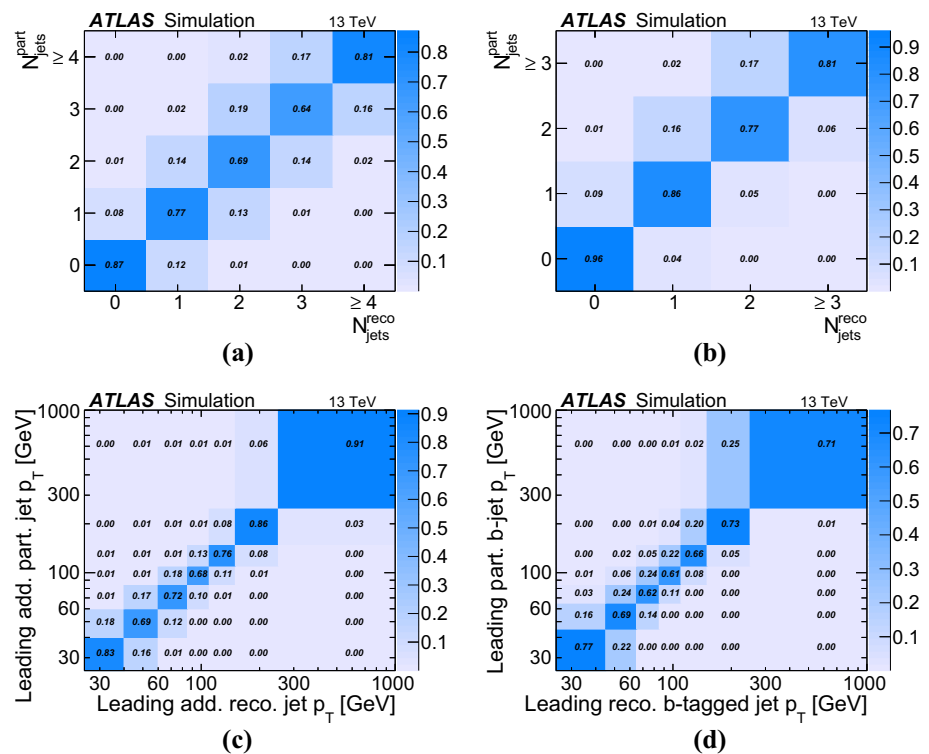 ATLAS Simulation 13 TeV
N_jets^part
≥ 4 0.00 0.00 0.02 0.17 0.81
3 0.00 0.02 0.19 0.64 0.16
2 0.01 0.14 0.69 0.14 0.02
1 0.08 0.77 0.13 0.01 0.00
0 0.87 0.12 0.01 0.00 0.00
0 1 2 3 ≥ 4
N_jets^reco
0.8
0.7
0.6
0.5
0.4
0.3
0.2
0.1
(a)
ATLAS Simulation 13 TeV
N_jets^part
≥ 3 0.00 0.02 0.17 0.81
2 0.01 0.16 0.77 0.06
1 0.09 0.86 0.05 0.00
0 0.96 0.04 0.00 0.00
0 1 2 ≥ 3
N_jets^reco
0.9
0.8
0.7
0.6
0.5
0.4
0.3
0.2
0.1
(b)
ATLAS Simulation 13 TeV
Leading add. part. jet p_T [GeV]
1000
300
100
60
30
0.00 0.01 0.01 0.01 0.01 0.06 0.91
0.00 0.01 0.01 0.01 0.08 0.86 0.03
0.01 0.01 0.01 0.13 0.76 0.08 0.00
0.00 0.01 0.18 0.68 0.11 0.01 0.00
0.01 0.17 0.72 0.10 0.01 0.00 0.00
0.18 0.69 0.12 0.00 0.00 0.00 0.00
0.83 0.16 0.01 0.00 0.00 0.00 0.00
30 60 100 300 1000
Leading add. reco. jet p_T [GeV]
0.9
0.8
0.7
0.6
0.5
0.4
0.3
0.2
0.1
(c)
ATLAS Simulation 13 TeV
Leading part. b-jet p_T [GeV]
1000
300
100
60
30
0.00 0.00 0.00 0.01 0.02 0.25 0.71
0.00 0.00 0.01 0.04 0.20 0.73 0.01
0.00 0.02 0.05 0.22 0.66 0.05 0.00
0.01 0.06 0.24 0.61 0.08 0.00 0.00
0.03 0.24 0.62 0.11 0.00 0.00 0.00
0.16 0.69 0.14 0.00 0.00 0.00 0.00
0.77 0.22 0.00 0.00 0.00 0.00 0.00
30 60 100 300 1000
Leading reco. b-tagged jet p_T [GeV]
0.7
0.6
0.5
0.4
0.3
0.2
0.1
(d)